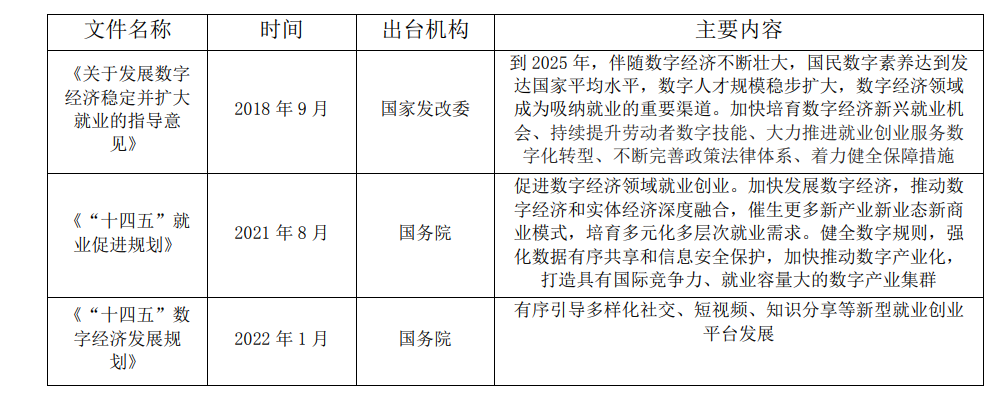 文件名称 时间 出台机构 主要内容
《关于发展数字
经济稳定并扩大
就业的指导意
见》
2018 年 9 月
国家发改委
到 2025 年，伴随数字经济不断壮大，国民数字素养达到发
达国家平均水平，数字人才规模稳步扩大，数字经济领域
成为吸纳就业的重要渠道。加快培育数字经济新兴就业机
会、持续提升劳动者数字技能、大力推进就业创业服务数
字化转型、不断完善政策法律体系、着力健全保障措施
《“十四五”就
业促进规划》
2021 年 8 月
国务院
促进数字经济领域就业创业。加快发展数字经济，推动数
字经济和实体经济深度融合，催生更多新产业新业态新商
业模式，培育多元化多层次就业需求。健全数字规则，强
化数据有序共享和信息安全保护，加快推动数字产业化，
打造具有国际竞争力、就业容量大的数字产业集群
《“十四五”数
字经济发展规
划》
2022 年 1 月
国务院
有序引导多样化社交、短视频、知识分享等新型就业创业
平台发展